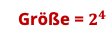 Größe = 2⁴